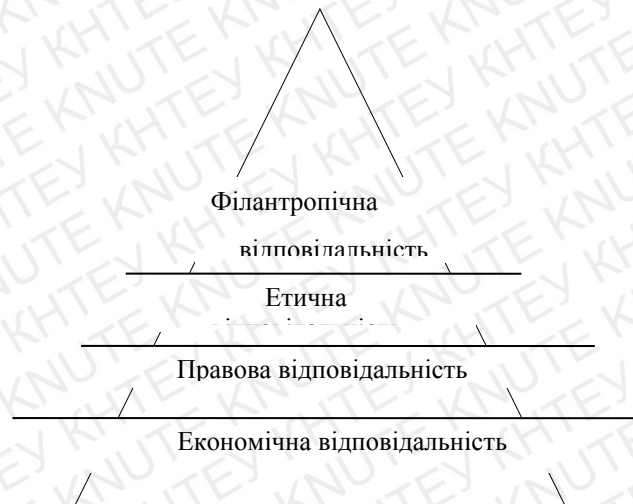 Філантропічна
відповідальність
Етична
Правова відповідальність
Економічна відповідальність